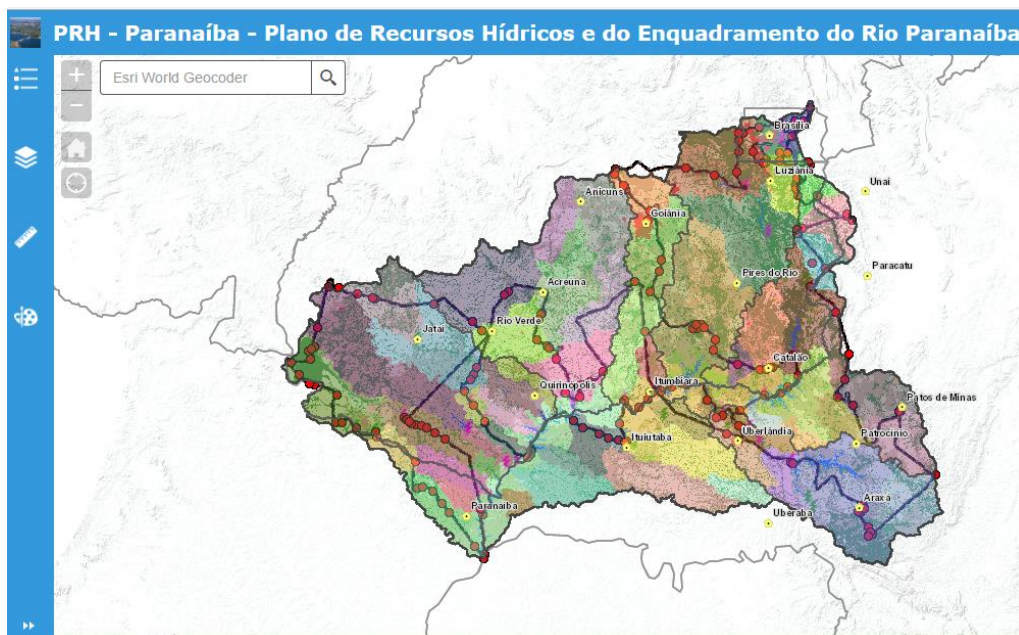 PRH - Paranaíba - Plano de Recursos Hídricos e do Enquadramento do Rio Paranaíba
Esri World Geocoder
Brasília
Luziânia
Unaí
Anicuns
Goiânia
Pires do Rio
Paracatu
Acreúna
Rio Verde
Jataí
Catalão
Quirinópolis
Itumbiara
Patos de Minas
Ituiutaba
Uberlândia
Patrocínio
Araxá
Paranaíba
Uberaba